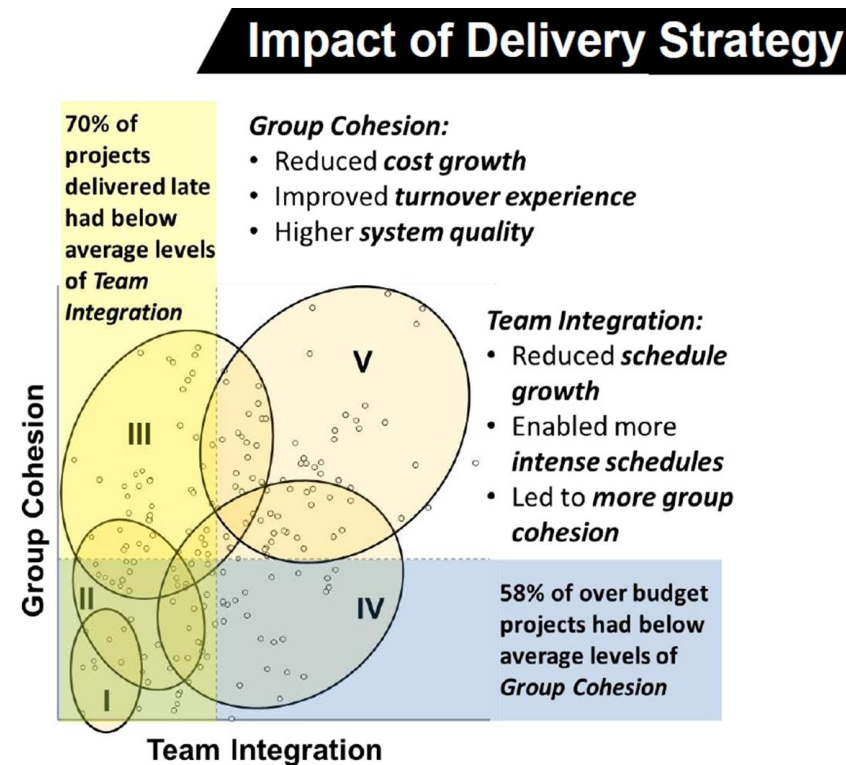 Impact of Delivery Strategy
70% of
projects
delivered late
had below
average levels
of Team
Integration
Group Cohesion:
• Reduced cost growth
• Improved turnover experience
• Higher system quality
Team Integration:
• Reduced schedule
growth
• Enabled more
intense schedules
• Led to more group
cohesion
V
III
II
IV
I
58% of over budget
projects had below
average levels of
Group Cohesion
Group Cohesion
Team Integration